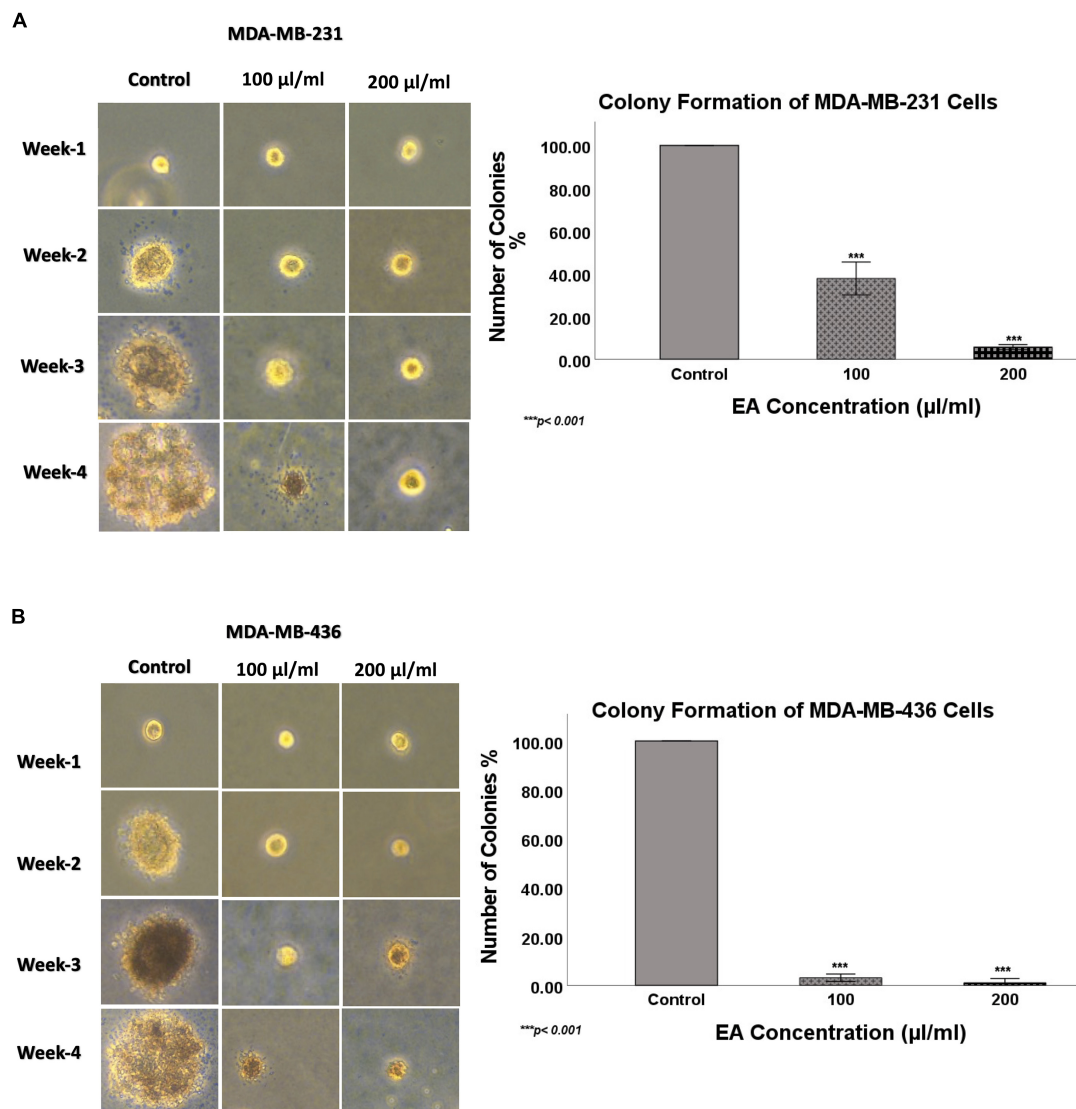 A
MDA-MB-231
Control 100 µl/ml 200 µl/ml
Week-1
Week-2
Week-3
Week-4
Colony Formation of MDA-MB-231 Cells
Number of Colonies
%
100.00
80.00
60.00
40.00
20.00
0.00
***
***
Control 100 200
EA Concentration (µl/ml)
***p< 0.001
B
MDA-MB-436
Control 100 µl/ml 200 µl/ml
Week-1
Week-2
Week-3
Week-4
Colony Formation of MDA-MB-436 Cells
Number of Colonies %
100.00
80.00
60.00
40.00
20.00
0.00
***
***
Control 100 200
EA Concentration (µl/ml)
***p< 0.001